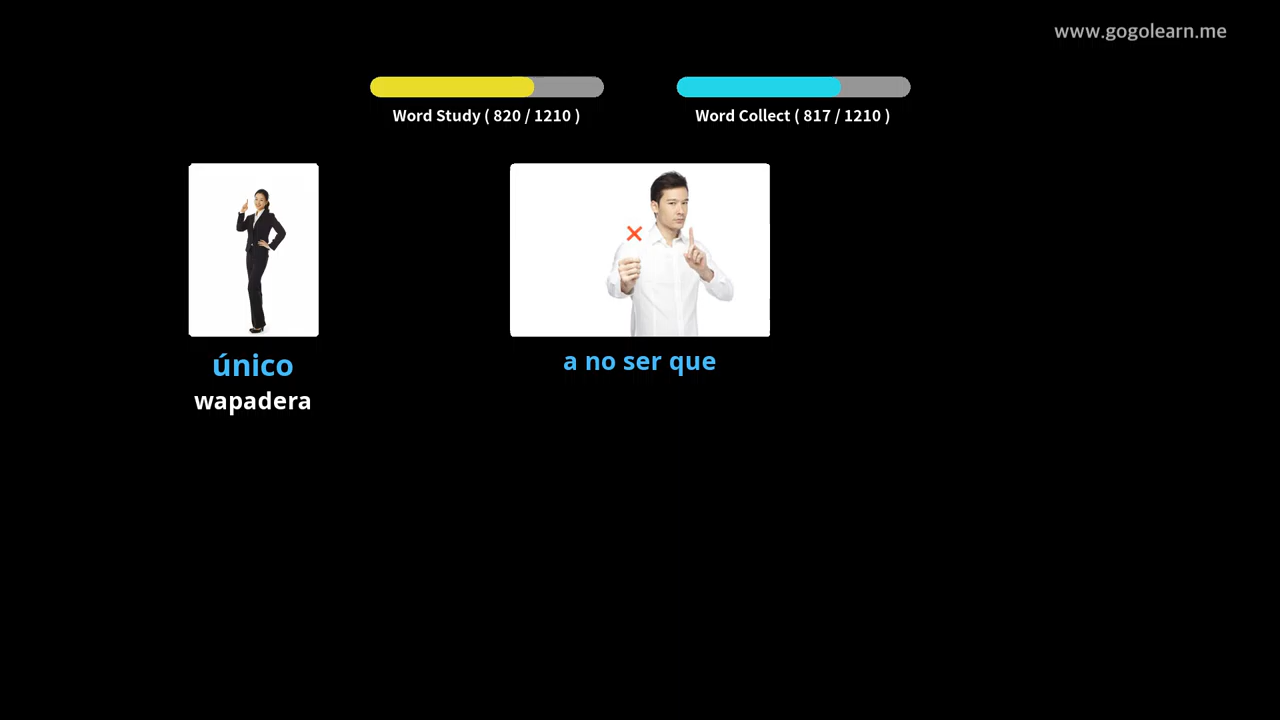 www.gogolearn.me
Word Study ( 820 / 1210 )
Word Collect ( 817 / 1210 )
único
wapadera
a no ser que